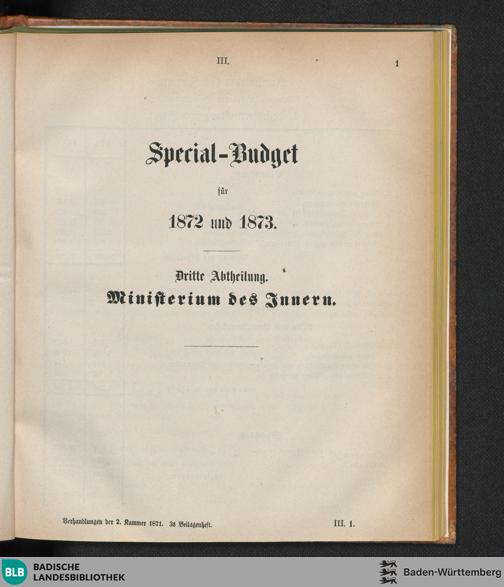 III.
1
Special-Budget
für
1872 und 1873.
Dritte Abtheilung.
Ministerium des Innern.
Verhandlungen der 2. Kammer 1871. 3s Beilagenheft.
III. 1.
BLB
BADISCHE
LANDESBIBLIOTHEK
Baden-Württemberg